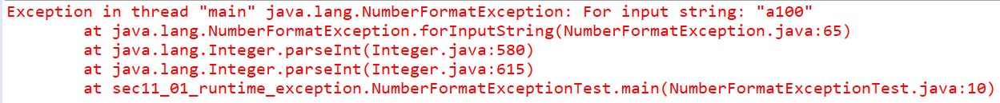 Exception in thread "main" java.lang.NumberFormatException: For input string: "a100"
at java.lang.NumberFormatException.forInputString(NumberFormatException.java:65)
at java.lang.Integer.parseInt(Integer.java:580)
at java.lang.Integer.parseInt(Integer.java:615)
at sec11_01_runtime_exception.NumberFormatExceptionTest.main(NumberFormatExceptionTest.java:10)